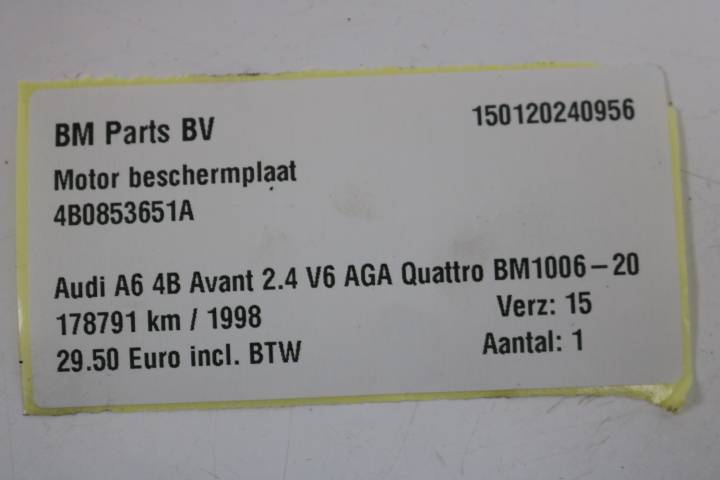 BM Parts BV 150120240956
Motor beschermplaat
4B0853651A
Audi A6 4B Avant 2.4 V6 AGA Quattro BM1006-20
178791 km / 1998 Verz: 15
29.50 Euro incl. BTW Aantal: 1